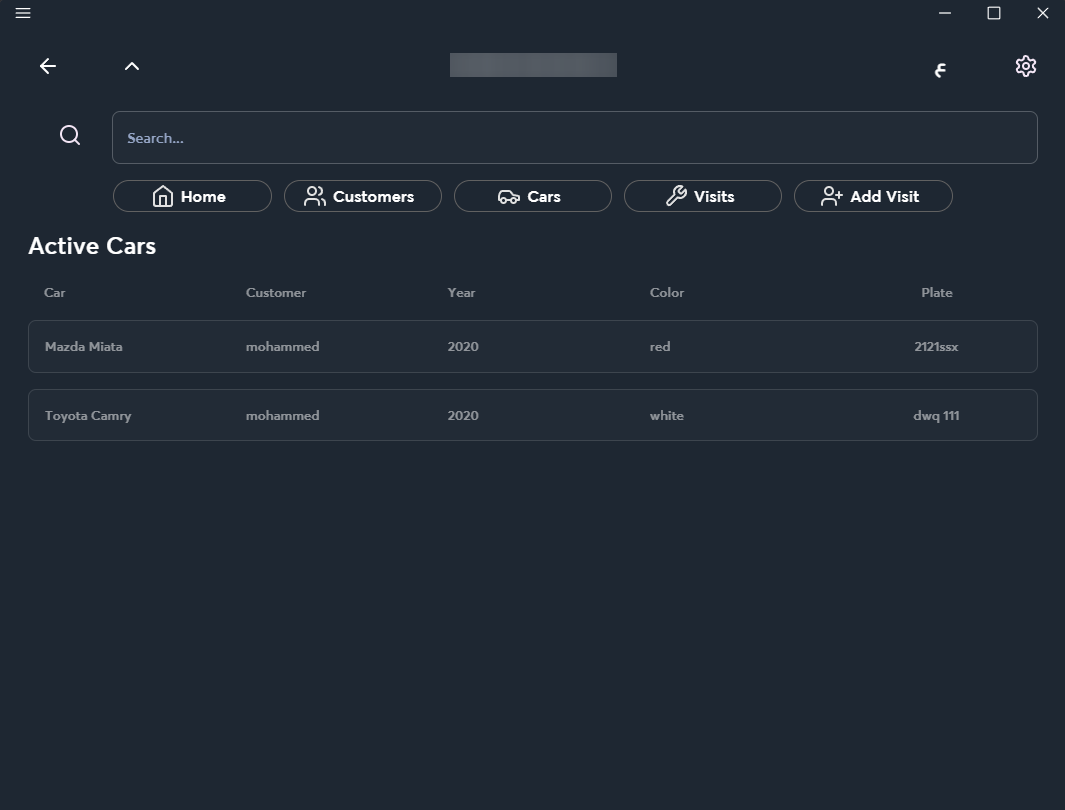 ع
Search...
Home Customers Cars Visits Add Visit
Active Cars
Car Customer Year Color Plate
Mazda Miata mohammed 2020 red 2121ssx
Toyota Camry mohammed 2020 white dwq 111